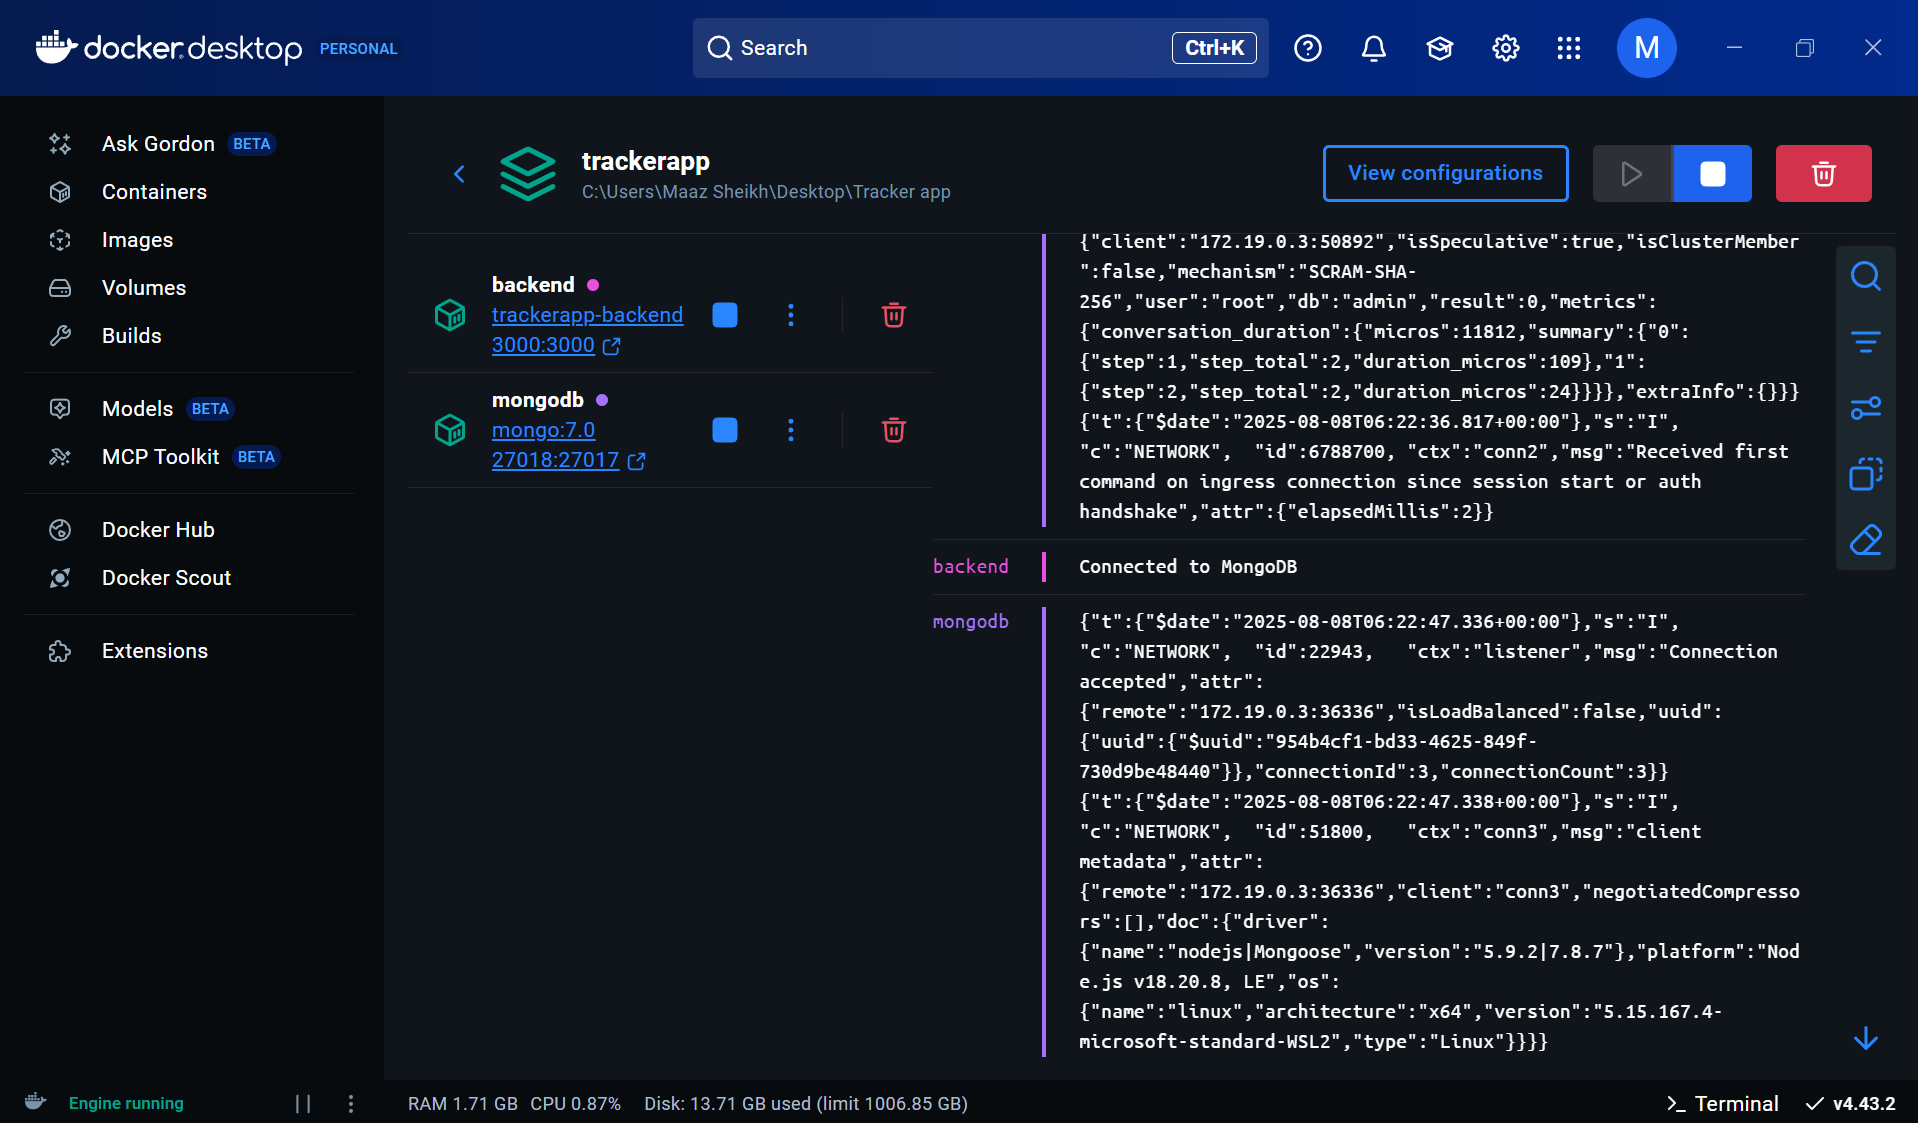 docker desktop PERSONAL
Search
Ctrl+K
M
Ask Gordon BETA
Containers
Images
Volumes
Builds
Models BETA
MCP Toolkit BETA
Docker Hub
Docker Scout
Extensions
trackerapp
C:\Users\Maaz Sheikh\Desktop\Tracker app
View configurations
backend
trackerapp-backend
3000:3000
mongodb
mongo:7.0
27018:27017
{"client":"172.19.0.3:50892","isSpeculative":true,"isClusterMember
":false,"mechanism":"SCRAM-SHA-
256","user":"root","db":"admin","result":0,"metrics":
{"conversation_duration":{"micros":11812,"summary":{"0":
{"step":1,"step_total":2,"duration_micros":109},"1":
{"step":2,"step_total":2,"duration_micros":24}}}},"extraInfo":{}}}
{"t":{"$date":"2025-08-08T06:22:36.817+00:00"},"s":"I",
"c":"NETWORK",  "id":6788700, "ctx":"conn2","msg":"Received first
command on ingress connection since session start or auth
handshake","attr":{"elapsedMillis":2}}
backend Connected to MongoDB
mongodb {"t":{"$date":"2025-08-08T06:22:47.336+00:00"},"s":"I",
"c":"NETWORK",  "id":22943,   "ctx":"listener","msg":"Connection
accepted","attr":
{"remote":"172.19.0.3:36336","isLoadBalanced":false,"uuid":
{"uuid":{"$uuid":"954b4cf1-bd33-4625-849f-
730d9be48440"}},"connectionId":3,"connectionCount":3}}
{"t":{"$date":"2025-08-08T06:22:47.338+00:00"},"s":"I",
"c":"NETWORK",  "id":51800,   "ctx":"conn3","msg":"client
metadata","attr":
{"remote":"172.19.0.3:36336","client":"conn3","negotiatedCompresso
rs":[],"doc":{"driver":
{"name":"nodejs|Mongoose","version":"5.9.2|7.8.7"},"platform":"Nod
e.js v18.20.8, LE","os":
{"name":"linux","architecture":"x64","version":"5.15.167.4-
microsoft-standard-WSL2","type":"Linux"}}}}
Engine running
RAM 1.71 GB CPU 0.87% Disk: 13.71 GB used (limit 1006.85 GB)
Terminal
v4.43.2